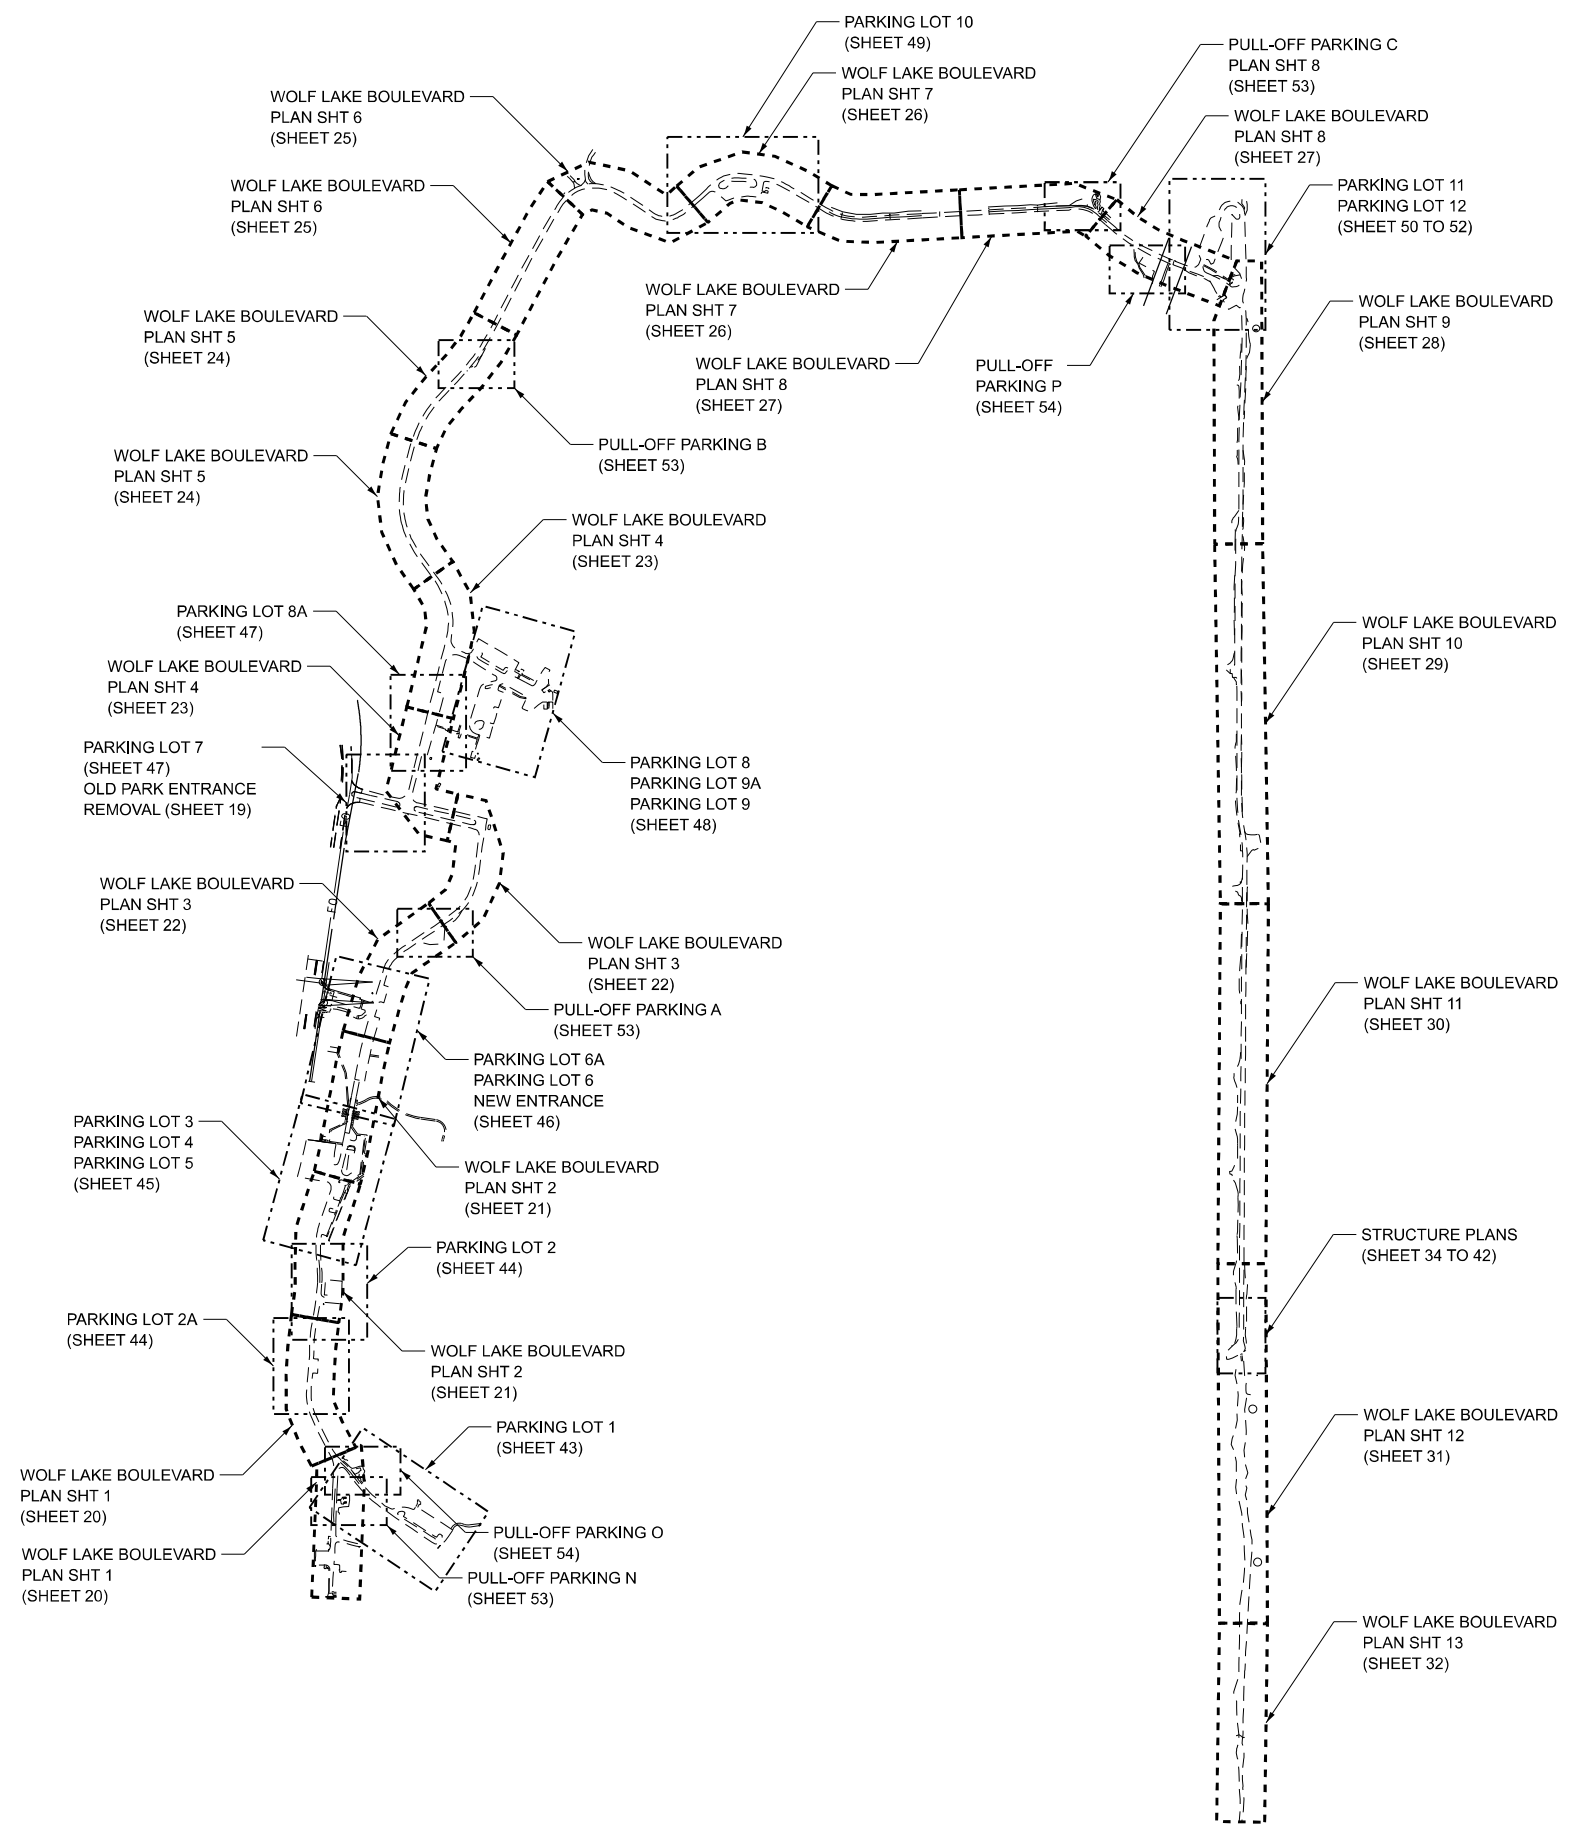 PARKING LOT 10
(SHEET 49)
WOLF LAKE BOULEVARD
PLAN SHT 7
(SHEET 26)
PULL-OFF PARKING C
PLAN SHT 8
(SHEET 53)
WOLF LAKE BOULEVARD
PLAN SHT 6
(SHEET 25)
WOLF LAKE BOULEVARD
PLAN SHT 8
(SHEET 27)
WOLF LAKE BOULEVARD
PLAN SHT 6
(SHEET 25)
PARKING LOT 11
PARKING LOT 12
(SHEET 50 TO 52)
WOLF LAKE BOULEVARD
PLAN SHT 7
(SHEET 26)
WOLF LAKE BOULEVARD
PLAN SHT 9
(SHEET 28)
WOLF LAKE BOULEVARD
PLAN SHT 5
(SHEET 24)
WOLF LAKE BOULEVARD
PLAN SHT 8
(SHEET 27)
PULL-OFF
PARKING P
(SHEET 54)
PULL-OFF PARKING B
(SHEET 53)
WOLF LAKE BOULEVARD
PLAN SHT 5
(SHEET 24)
WOLF LAKE BOULEVARD
PLAN SHT 4
(SHEET 23)
PARKING LOT 8A
(SHEET 47)
WOLF LAKE BOULEVARD
PLAN SHT 10
(SHEET 29)
WOLF LAKE BOULEVARD
PLAN SHT 4
(SHEET 23)
PARKING LOT 7
(SHEET 47)
OLD PARK ENTRANCE
REMOVAL (SHEET 19)
PARKING LOT 8
PARKING LOT 9A
PARKING LOT 9
(SHEET 48)
WOLF LAKE BOULEVARD
PLAN SHT 3
(SHEET 22)
WOLF LAKE BOULEVARD
PLAN SHT 3
(SHEET 22)
WOLF LAKE BOULEVARD
PLAN SHT 11
(SHEET 30)
PULL-OFF PARKING A
(SHEET 53)
PARKING LOT 6A
PARKING LOT 6
NEW ENTRANCE
(SHEET 46)
PARKING LOT 3
PARKING LOT 4
PARKING LOT 5
(SHEET 45)
WOLF LAKE BOULEVARD
PLAN SHT 2
(SHEET 21)
PARKING LOT 2
(SHEET 44)
STRUCTURE PLANS
(SHEET 34 TO 42)
PARKING LOT 2A
(SHEET 44)
WOLF LAKE BOULEVARD
PLAN SHT 2
(SHEET 21)
PARKING LOT 1
(SHEET 43)
WOLF LAKE BOULEVARD
PLAN SHT 12
(SHEET 31)
WOLF LAKE BOULEVARD
PLAN SHT 1
(SHEET 20)
PULL-OFF PARKING O
(SHEET 54)
WOLF LAKE BOULEVARD
PLAN SHT 1
(SHEET 20)
PULL-OFF PARKING N
(SHEET 53)
WOLF LAKE BOULEVARD
PLAN SHT 13
(SHEET 32)